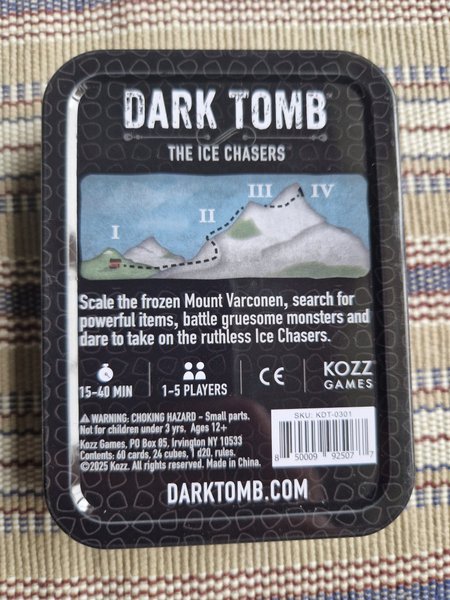 DARK TOMB™
THE ICE CHASERS™
I
II
III
IV
Scale the frozen Mount Varconen, search for
powerful items, battle gruesome monsters and
dare to take on the ruthless Ice Chasers.
15-40 MIN
1-5 PLAYERS
CE
KOZZ
GAMES
⚠ WARNING: CHOKING HAZARD – Small parts.
Not for children under 3 yrs. Ages 12+
Kozz Games, PO Box 85, Irvington NY 10533
Contents: 60 cards, 24 cubes, 1 d20, rules.
©2025 Kozz. All rights reserved. Made in China.
SKU: KDT-0301
8 50009 92507 7
DARKTOMB.COM